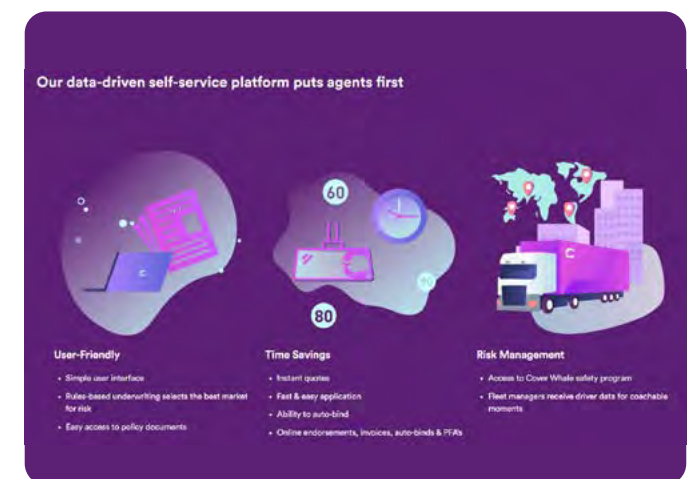 Our data-driven self-service platform puts agents first
60
80
User-Friendly
• Simple user interface
• Rules-based underwriting selects the best market
for risk
• Easy access to policy documents
Time Savings
• Instant quotes
• Fast & easy application
• Ability to auto-bind
• Online endorsements, invoices, auto-binds & PFA's
Risk Management
• Access to Cover Whale safety program
• Fleet managers receive driver data for coachable
moments